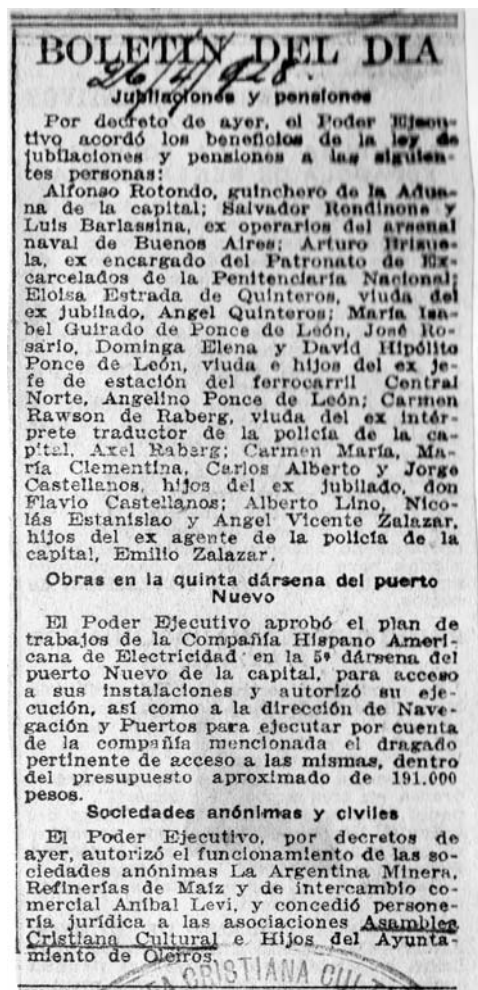 BOLETIN DEL DIA
26/4/928.
Jubilaciones y pensiones
Por decreto de ayer, el Poder Ejecu-
tivo acordó los beneficios de la ley de
jubilaciones y pensiones a las siguien-
tes personas:
Alfonso Rotondo, guinchero de la Adua-
na de la capital; Salvador Rondinone y
Luis Barlassina, ex operarios del arsenal
naval de Buenos Aires; Arturo Brizue-
la, ex encargado del Patronato de Ex-
carcelados de la Penitenciaría Nacional;
Eloísa Estrada de Quinteros, viuda del
ex jubilado, Angel Quinteros; María Isa-
bel Guirado de Ponce de León, José Ro-
sario, Dominga Elena y David Hipólito
Ponce de León, viuda e hijos del ex je-
fe de estación del ferrocarril Central
Norte, Angelino Ponce de León; Carmen
Rawson de Raberg, viuda del ex intér-
prete traductor de la policía de la ca-
pital, Axel Raberg; Carmen María, Ma-
ría Clementina, Carlos Alberto y Jorge
Castellanos, hijos del ex jubilado, don
Flavio Castellanos; Alberto Lino, Nico-
lás Estanislao y Angel Vicente Zalazar,
hijos del ex agente de la policía de la
capital, Emilio Zalazar.
Obras en la quinta dársena del puerto
Nuevo
El Poder Ejecutivo aprobó el plan de
trabajos de la Compañía Hispano Ameri-
cana de Electricidad en la 5ª dársena del
puerto Nuevo de la capital, para acceso
a sus instalaciones y autorizó su eje-
cución, así como a la dirección de Nave-
gación y Puertos para ejecutar por cuenta
de la compañía mencionada el dragado
pertinente de acceso a las mismas, dentro
del presupuesto aproximado de 191.000
pesos.
Sociedades anónimas y civiles
El Poder Ejecutivo, por decretos de
ayer, autorizó el funcionamiento de las so-
ciedades anónimas La Argentina Minera,
Refinerías de Maíz y de intercambio co-
mercial Aníbal Levi, y concedió persone-
ría jurídica a las asociaciones Asamblea
Cristiana Cultural e Hijos del Ayunta-
miento de Oleiros.
CRISTIANA